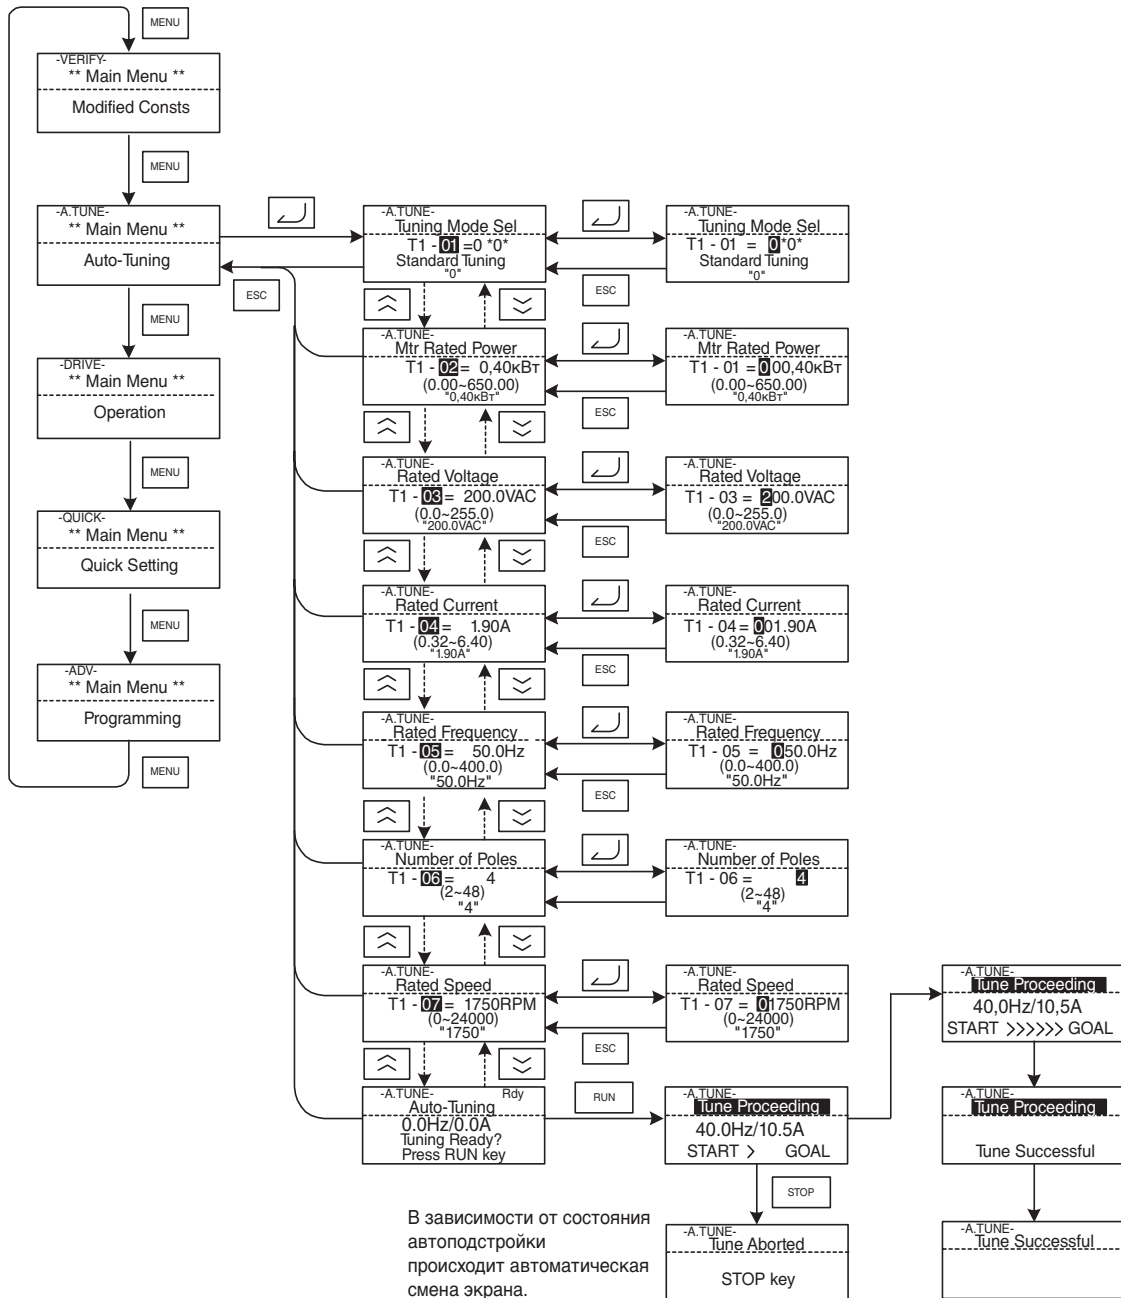 MENU
-VERIFY-
** Main Menu **
Modified Consts
MENU
-A.TUNE-
** Main Menu **
Auto-Tuning
MENU
-DRIVE-
** Main Menu **
Operation
MENU
-QUICK-
** Main Menu **
Quick Setting
MENU
-ADV-
** Main Menu **
Programming
MENU
ESC
-A.TUNE-
Tuning Mode Sel
T1 - 01 =0 *0*
Standard Tuning
"0"
ESC
-A.TUNE-
Tuning Mode Sel
T1 - 01 = 0*0*
Standard Tuning
"0"
-A.TUNE-
Mtr Rated Power
T1 - 02 = 0,40кВт
(0.00~650.00)
"0,40кВт"
ESC
-A.TUNE-
Mtr Rated Power
T1 - 01 = 000,40кВт
(0.00~650.00)
"0,40кВт"
-A.TUNE-
Rated Voltage
T1 - 03 = 200.0VAC
(0.0~255.0)
"200.0VAC"
ESC
-A.TUNE-
Rated Voltage
T1 - 03 = 200.0VAC
(0.0~255.0)
"200.0VAC"
-A.TUNE-
Rated Current
T1 - 04 = 1.90A
(0.32~6.40)
"1.90A"
ESC
-A.TUNE-
Rated Current
T1 - 04 = 001.90A
(0.32~6.40)
"1.90A"
-A.TUNE-
Rated Frequency
T1 - 05 = 50.0Hz
(0.0~400.0)
"50.0Hz"
ESC
-A.TUNE-
Rated Frequency
T1 - 05 = 050.0Hz
(0.0~400.0)
"50.0Hz"
-A.TUNE-
Number of Poles
T1 - 06 = 4
(2~48)
"4"
-A.TUNE-
Number of Poles
T1 - 06 = 4
(2~48)
"4"
-A.TUNE-
Rated Speed
T1 - 07 = 1750RPM
(0~24000)
"1750"
ESC
-A.TUNE-
Rated Speed
T1 - 07 = 01750RPM
(0~24000)
"1750"
-A.TUNE-
Tune Proceeding
40,0Hz/10,5A
START >>>>>> GOAL
-A.TUNE- Rdy
Auto-Tuning
0.0Hz/0.0A
Tuning Ready?
Press RUN key
RUN
-A.TUNE-
Tune Proceeding
40.0Hz/10.5A
START > GOAL
-A.TUNE-
Tune Proceeding
Tune Successful
STOP
-A.TUNE-
Tune Aborted
STOP key
-A.TUNE-
Tune Successful
В зависимости от состояния
автоподстройки
происходит автоматическая
смена экрана.